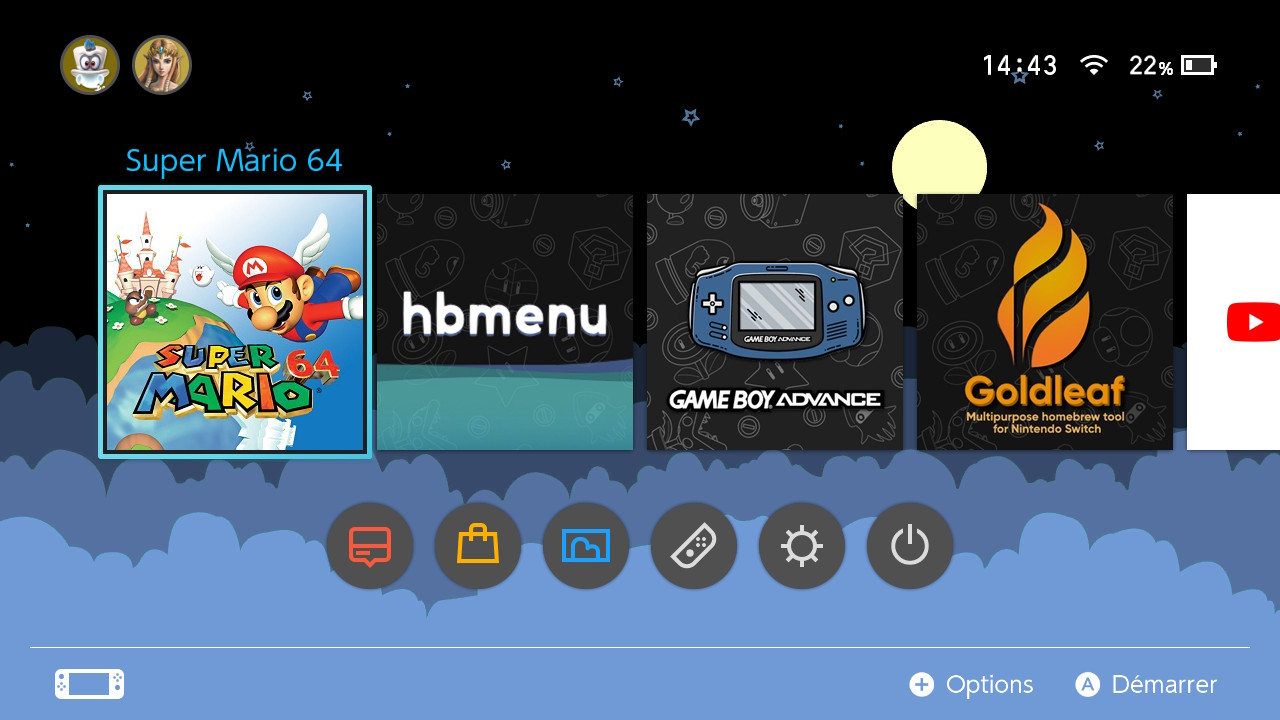 14:43
22%
Super Mario 64
M
SUPER
MARIO 64
hbmenu
GAME BOY ADVANCE
GAME BOY ADVANCE
Goldleaf
Multipurpose homebrew tool
for Nintendo Switch
+ Options
A Démarrer